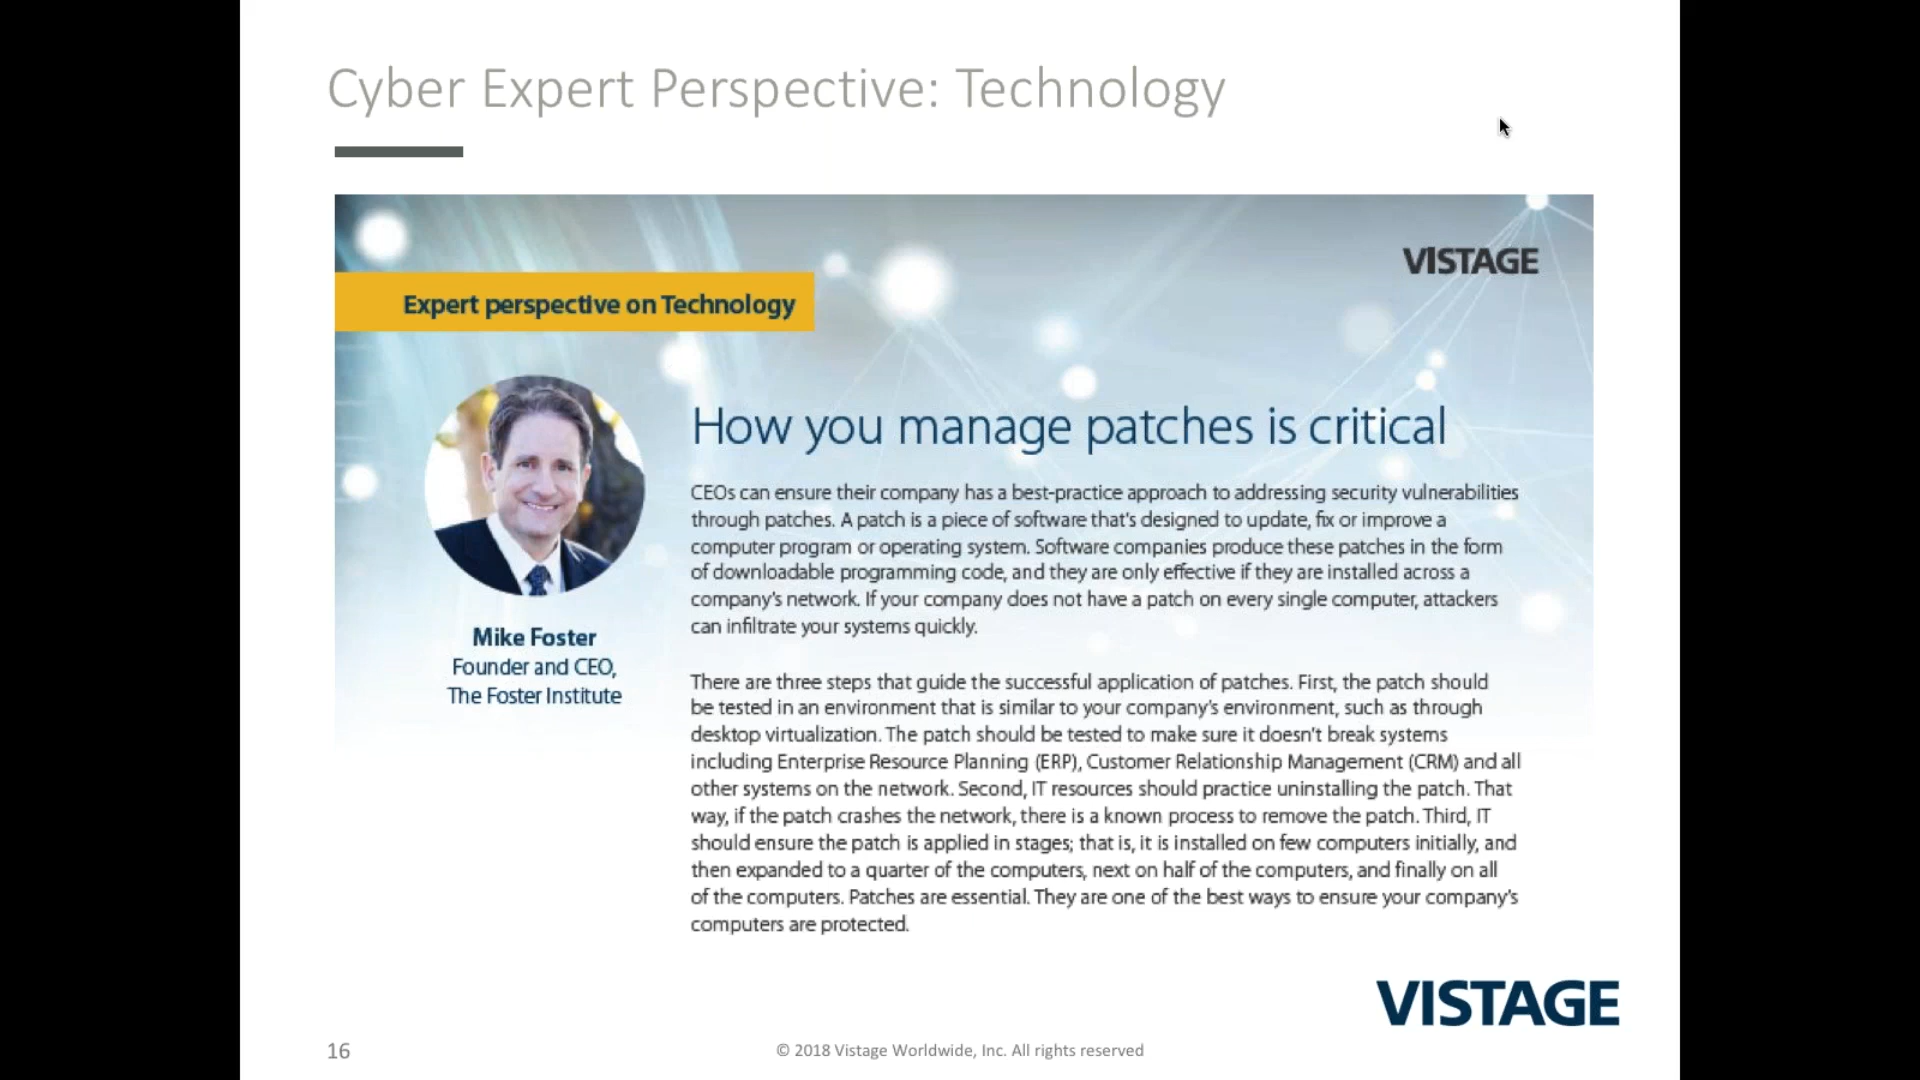 Cyber Expert Perspective: Technology
VISTAGE
Expert perspective on Technology
How you manage patches is critical
CEOs can ensure their company has a best-practice approach to addressing security vulnerabilities
through patches. A patch is a piece of software that's designed to update, fix or improve a
computer program or operating system. Software companies produce these patches in the form
of downloadable programming code, and they are only effective if they are installed across a
company's network. If your company does not have a patch on every single computer, attackers
can infiltrate your systems quickly.
Mike Foster
Founder and CEO,
The Foster Institute
There are three steps that guide the successful application of patches. First, the patch should
be tested in an environment that is similar to your company's environment, such as through
desktop virtualization. The patch should be tested to make sure it doesn't break systems
including Enterprise Resource Planning (ERP), Customer Relationship Management (CRM) and all
other systems on the network. Second, IT resources should practice uninstalling the patch. That
way, if the patch crashes the network, there is a known process to remove the patch. Third, IT
should ensure the patch is applied in stages; that is, it is installed on few computers initially, and
then expanded to a quarter of the computers, next on half of the computers, and finally on all
of the computers. Patches are essential. They are one of the best ways to ensure your company's
computers are protected.
VISTAGE
16
© 2018 Vistage Worldwide, Inc. All rights reserved